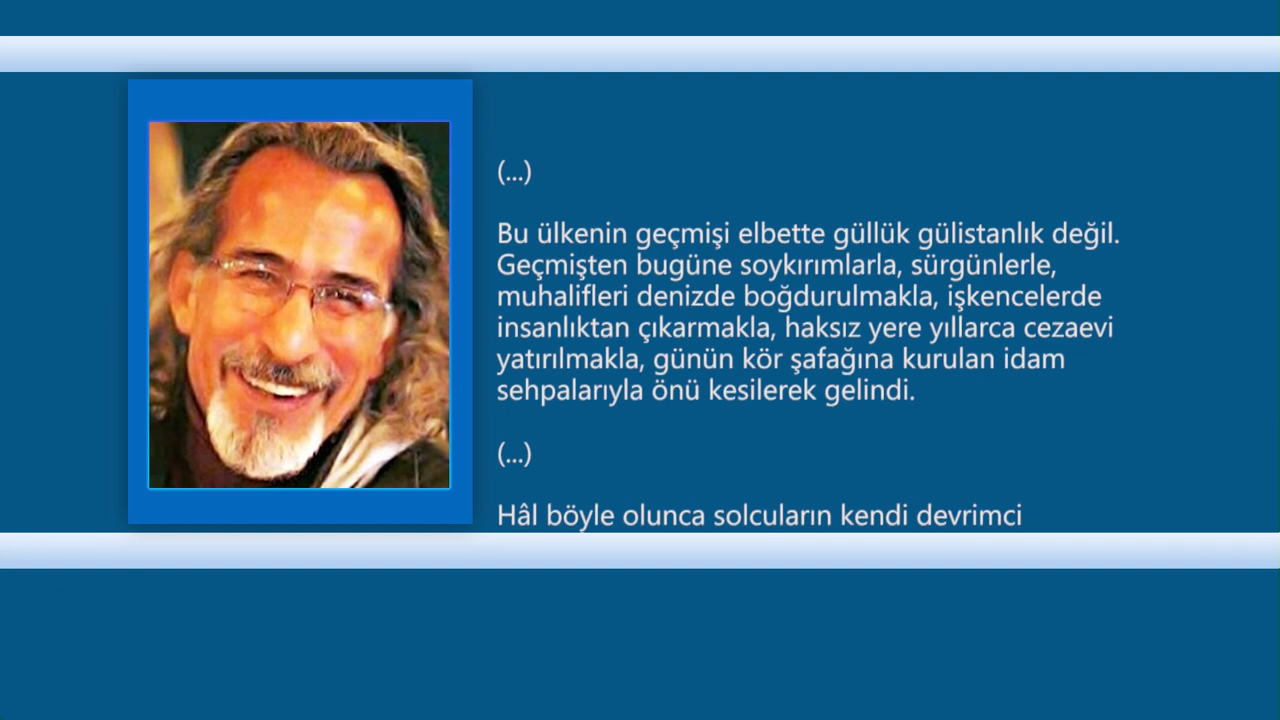 (...)
Bu ülkenin geçmişi elbette güllük gülistanlık değil.
Geçmişten bugüne soykırımlarla, sürgünlerle,
muhalifleri denizde boğdurulmakla, işkencelerde
insanlıktan çıkarmakla, haksız yere yıllarca cezaevi
yatırılmakla, günün kör şafağına kurulan idam
sehpalarıyla önü kesilerek gelindi.
(...)
Hâl böyle olunca solcuların kendi devrimci